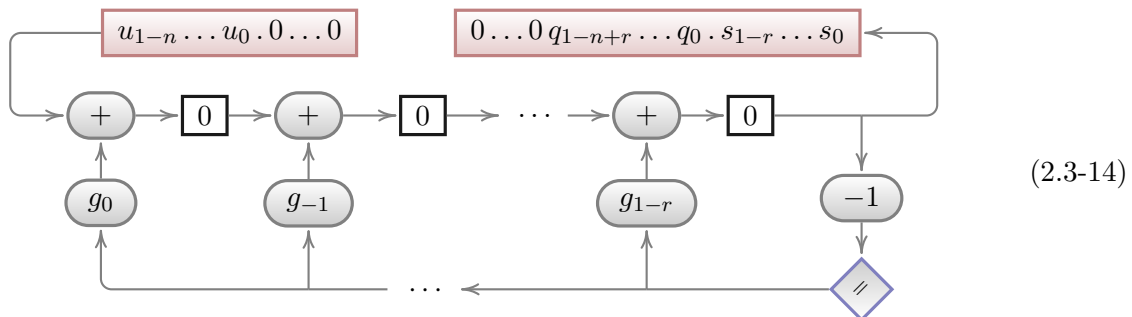 u_{1−n} … u_0 . 0 … 0    0 … 0 q_{1−n+r} … q_0 . s_{1−r} … s_0
+ 0 + 0 … + 0
(2.3-14)
g_0 g_{−1} g_{1−r} −1
… =